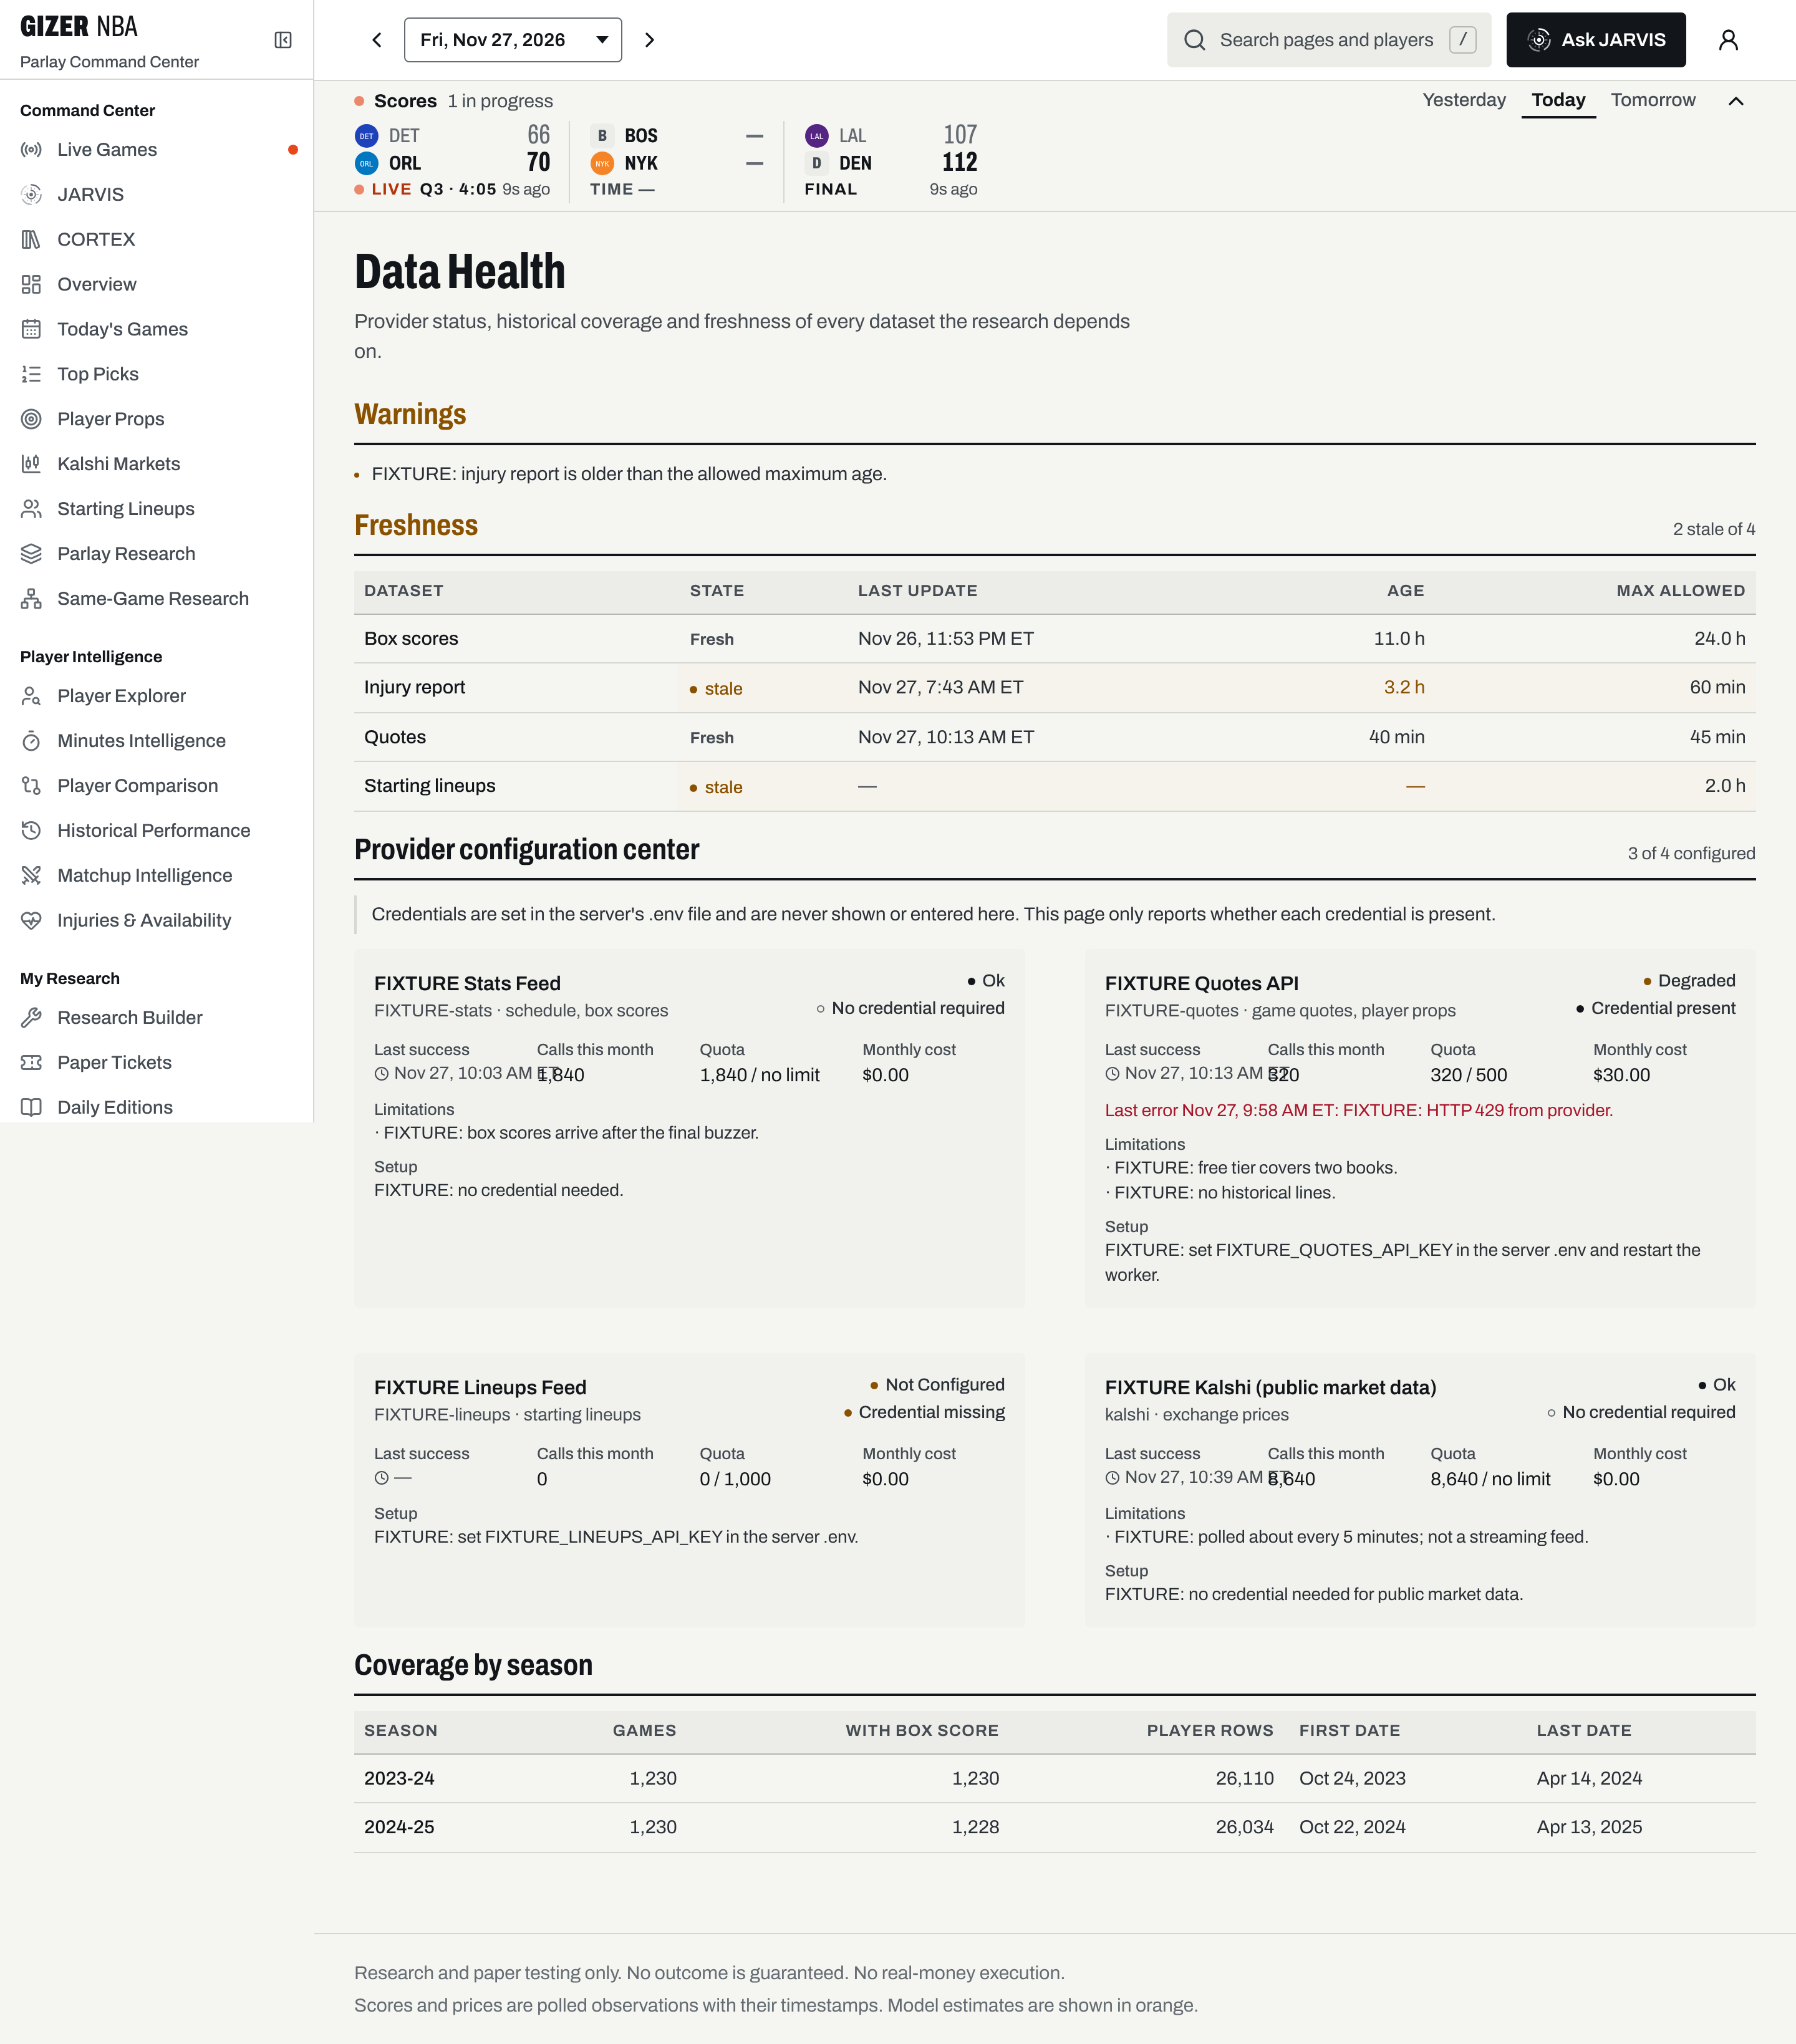 GIZER NBA
Parlay Command Center
Command Center
Live Games
JARVIS
CORTEX
Overview
Today's Games
Top Picks
Player Props
Kalshi Markets
Starting Lineups
Parlay Research
Same-Game Research
Player Intelligence
Player Explorer
Minutes Intelligence
Player Comparison
Historical Performance
Matchup Intelligence
Injuries & Availability
My Research
Research Builder
Paper Tickets
Daily Editions
Fri, Nov 27, 2026
Search pages and players /
Ask JARVIS
Scores 1 in progress
Yesterday Today Tomorrow
DET DET 66
ORL ORL 70
LIVE Q3 · 4:05 9s ago
B BOS —
NYK NYK —
TIME —
LAL LAL 107
D DEN 112
FINAL 9s ago
Data Health
Provider status, historical coverage and freshness of every dataset the research depends
on.
Warnings
• FIXTURE: injury report is older than the allowed maximum age.
Freshness 2 stale of 4
DATASET STATE LAST UPDATE AGE MAX ALLOWED
Box scores Fresh Nov 26, 11:53 PM ET 11.0 h 24.0 h
Injury report stale Nov 27, 7:43 AM ET 3.2 h 60 min
Quotes Fresh Nov 27, 10:13 AM ET 40 min 45 min
Starting lineups stale — — 2.0 h
Provider configuration center 3 of 4 configured
Credentials are set in the server's .env file and are never shown or entered here. This page only reports whether each credential is present.
FIXTURE Stats Feed Ok
FIXTURE-stats · schedule, box scores No credential required
Last success Calls this month Quota Monthly cost
Nov 27, 10:03 AM ET 1,840 1,840 / no limit $0.00
Limitations
· FIXTURE: box scores arrive after the final buzzer.
Setup
FIXTURE: no credential needed.
FIXTURE Quotes API Degraded
FIXTURE-quotes · game quotes, player props Credential present
Last success Calls this month Quota Monthly cost
Nov 27, 10:13 AM ET 320 320 / 500 $30.00
Last error Nov 27, 9:58 AM ET: FIXTURE: HTTP 429 from provider.
Limitations
· FIXTURE: free tier covers two books.
· FIXTURE: no historical lines.
Setup
FIXTURE: set FIXTURE_QUOTES_API_KEY in the server .env and restart the
worker.
FIXTURE Lineups Feed Not Configured
FIXTURE-lineups · starting lineups Credential missing
Last success Calls this month Quota Monthly cost
— 0 0 / 1,000 $0.00
Setup
FIXTURE: set FIXTURE_LINEUPS_API_KEY in the server .env.
FIXTURE Kalshi (public market data) Ok
kalshi · exchange prices No credential required
Last success Calls this month Quota Monthly cost
Nov 27, 10:39 AM ET 8,640 8,640 / no limit $0.00
Limitations
· FIXTURE: polled about every 5 minutes; not a streaming feed.
Setup
FIXTURE: no credential needed for public market data.
Coverage by season
SEASON GAMES WITH BOX SCORE PLAYER ROWS FIRST DATE LAST DATE
2023-24 1,230 1,230 26,110 Oct 24, 2023 Apr 14, 2024
2024-25 1,230 1,228 26,034 Oct 22, 2024 Apr 13, 2025
Research and paper testing only. No outcome is guaranteed. No real-money execution.
Scores and prices are polled observations with their timestamps. Model estimates are shown in orange.